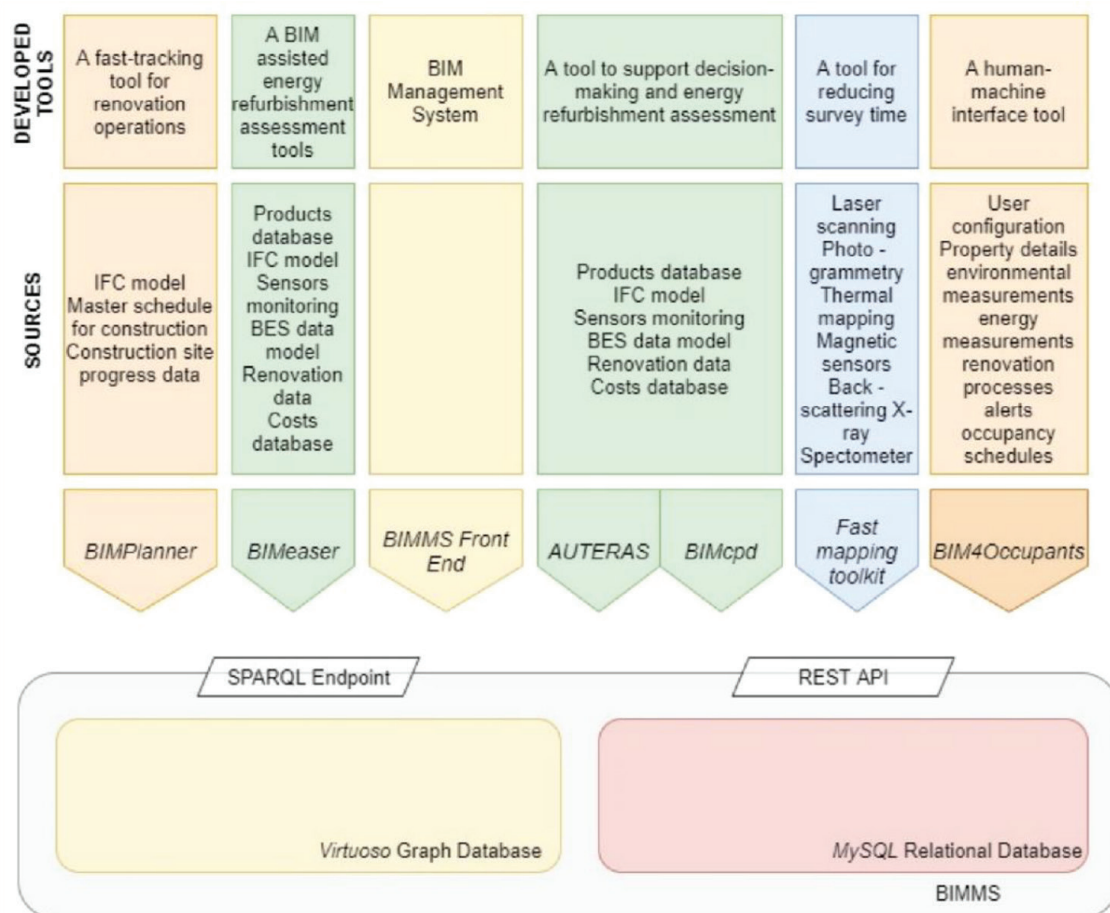 DEVELOPED
TOOLS
A fast-tracking
tool for
renovation
operations
A BIM
assisted
energy
refurbishment
assessment
tools
BIM
Management
System
A tool to support decision-
making and energy
refurbishment assessment
A tool for
reducing
survey time
A human-
machine
interface tool
SOURCES
IFC model
Master schedule
for construction
Construction site
progress data
Products
database
IFC model
Sensors
monitoring
BES data
model
Renovation
data
Costs
database
Products database
IFC model
Sensors monitoring
BES data model
Renovation data
Costs database
Laser
scanning
Photo -
grammetry
Thermal
mapping
Magnetic
sensors
Back -
scattering X-
ray
Spectometer
User
configuration
Property details
environmental
measurements
energy
measurements
renovation
processes
alerts
occupancy
schedules
BIMPlanner
BIMeaser
BIMMS Front
End
AUTERAS
BIMcpd
Fast
mapping
toolkit
BIM4Occupants
SPARQL Endpoint
REST API
Virtuoso Graph Database
MySQL Relational Database
BIMMS